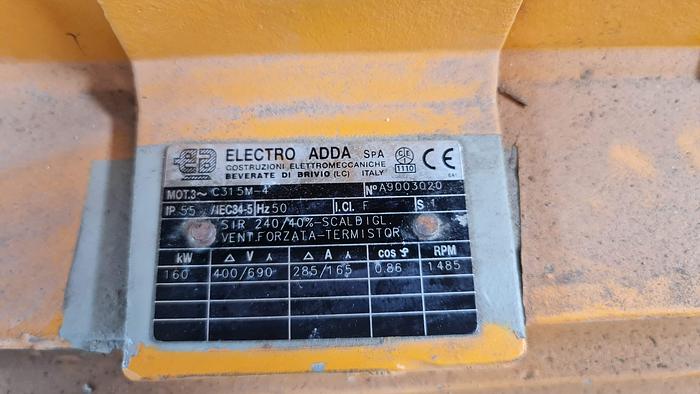 ELECTRO ADDA SpA
COSTRUZIONI ELETTROMECCANICHE
BEVERATE DI BRIVIO (LC) ITALY
CE
1110
MOT.3~ C315M-4 N° A9003020
IP 55 /IEC34-5 Hz 50 I.Cl. F S 1
SIR 240/40%-SCALBIGL.
VENT.FORZATA-TERMISTOR
kW Δ V Y Δ A Y cos φ RPM
160 400/690 285/165 0.86 1485